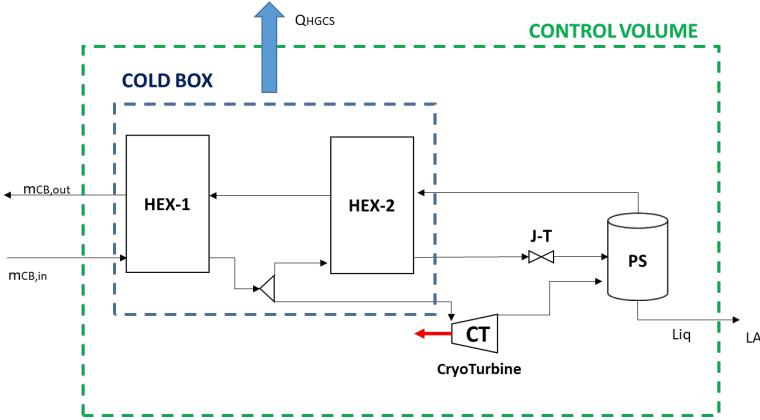 QHGCS
CONTROL VOLUME
COLD BOX
mCB,out
HEX-1
HEX-2
J-T
PS
mCB,in
CT
Liq
LA
CryoTurbine